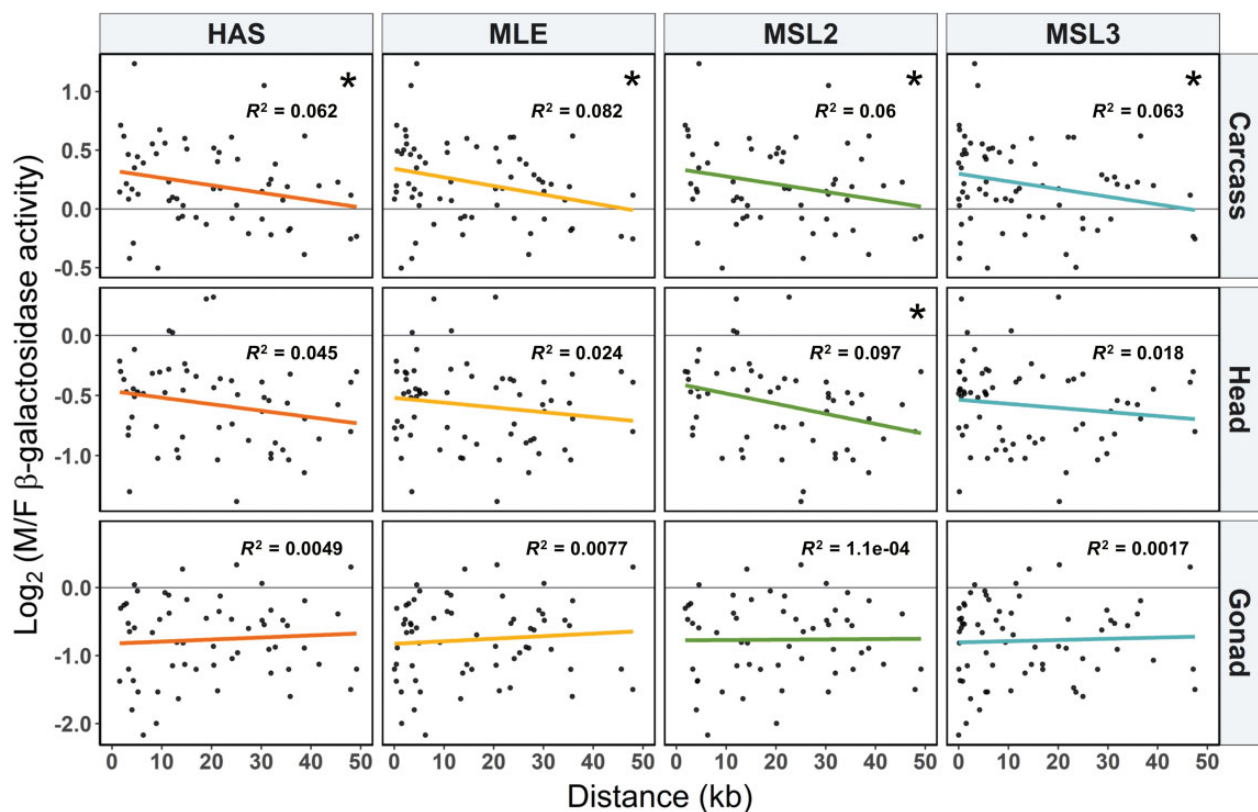 HAS MLE MSL2 MSL3
Log₂ (M/F β-galactosidase activity)
1.0
0.5
0.0
-0.5
* * * *
R² = 0.062 R² = 0.082 R² = 0.06 R² = 0.063
Carcass
0.0
-0.5
-1.0
*
R² = 0.045 R² = 0.024 R² = 0.097 R² = 0.018
Head
0.0
-1.0
-2.0
R² = 0.0049 R² = 0.0077 R² = 1.1e-04 R² = 0.0017
Gonad
0 10 20 30 40 50 0 10 20 30 40 50 0 10 20 30 40 50 0 10 20 30 40 50
Distance (kb)